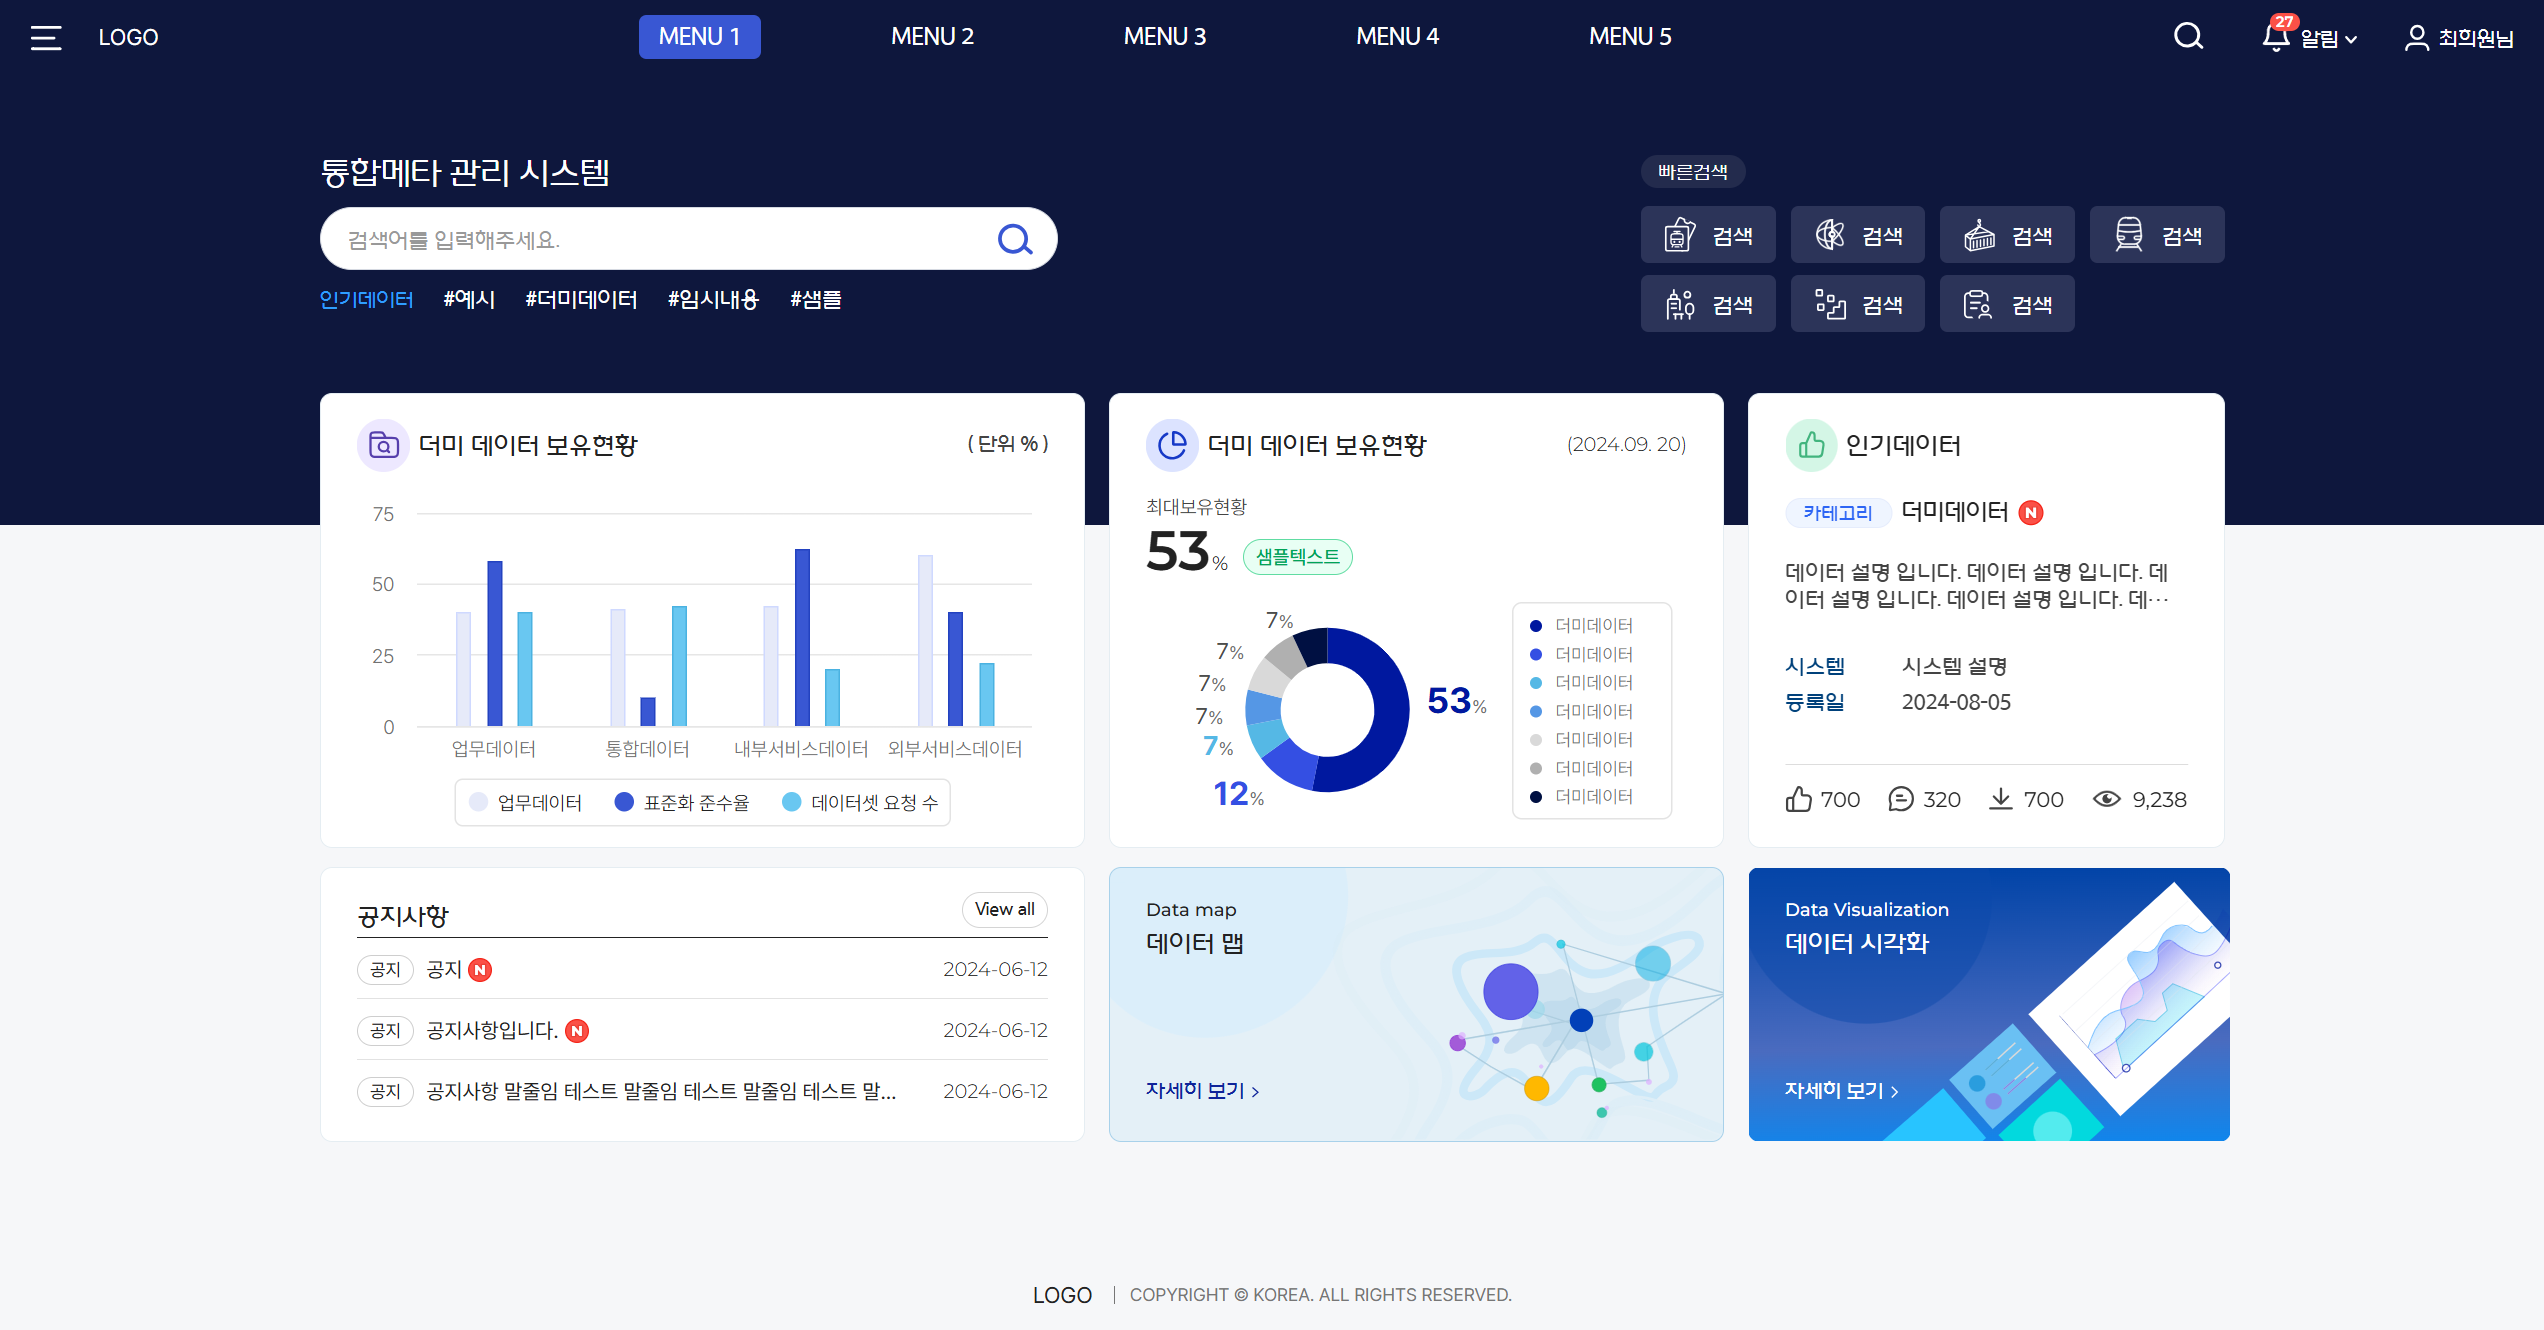 LOGO
MENU 1
MENU 2
MENU 3
MENU 4
MENU 5
27
알림
최희원님
통합메타 관리 시스템
검색어를 입력해주세요.
인기데이터 #예시 #더미데이터 #임시내용 #샘플
빠른검색
검색 검색 검색 검색
검색 검색 검색
더미 데이터 보유현황 ( 단위 % )
75
50
25
0
업무데이터 통합데이터 내부서비스데이터 외부서비스데이터
업무데이터 표준화 준수율 데이터셋 요청 수
더미 데이터 보유현황 (2024.09. 20)
최대보유현황
53% 샘플텍스트
7%
7%
7%
7%
7%
12%
53%
더미데이터
더미데이터
더미데이터
더미데이터
더미데이터
더미데이터
더미데이터
인기데이터
카테고리 더미데이터 N
데이터 설명 입니다. 데이터 설명 입니다. 데
이터 설명 입니다. 데이터 설명 입니다. 데…
시스템 시스템 설명
등록일 2024-08-05
700 320 700 9,238
공지사항 View all
공지 공지 N 2024-06-12
공지 공지사항입니다. N 2024-06-12
공지 공지사항 말줄임 테스트 말줄임 테스트 말줄임 테스트 말... 2024-06-12
Data map
데이터 맵
자세히 보기 >
Data Visualization
데이터 시각화
자세히 보기 >
LOGO | COPYRIGHT © KOREA. ALL RIGHTS RESERVED.